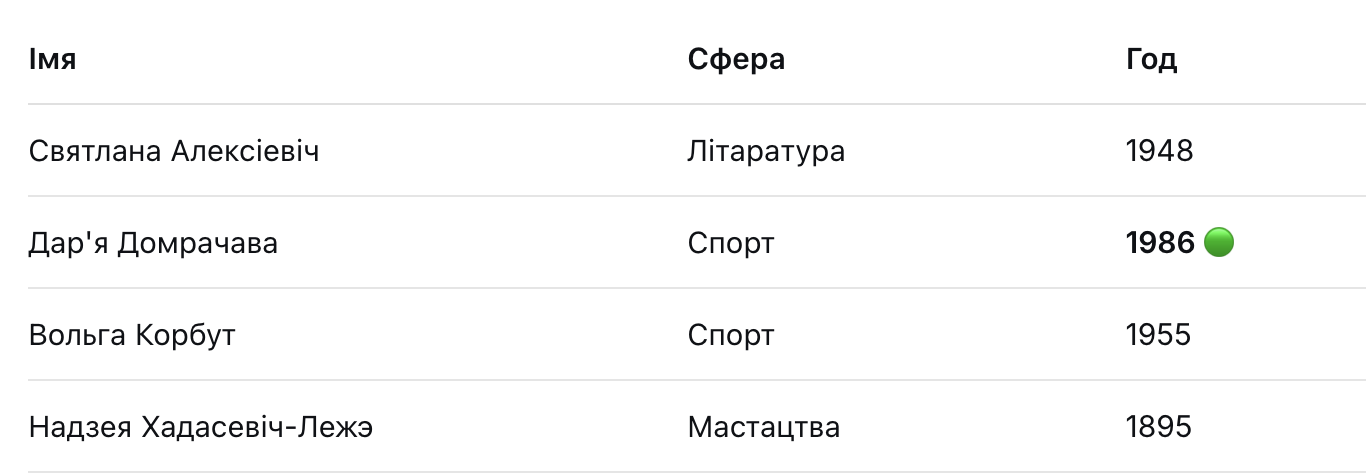 Імя Сфера Год
Святлана Алексіевіч Літаратура 1948
Дар'я Домрачава Спорт 1986 🟢
Вольга Корбут Спорт 1955
Надзея Хадасевіч-Лежэ Мастацтва 1895